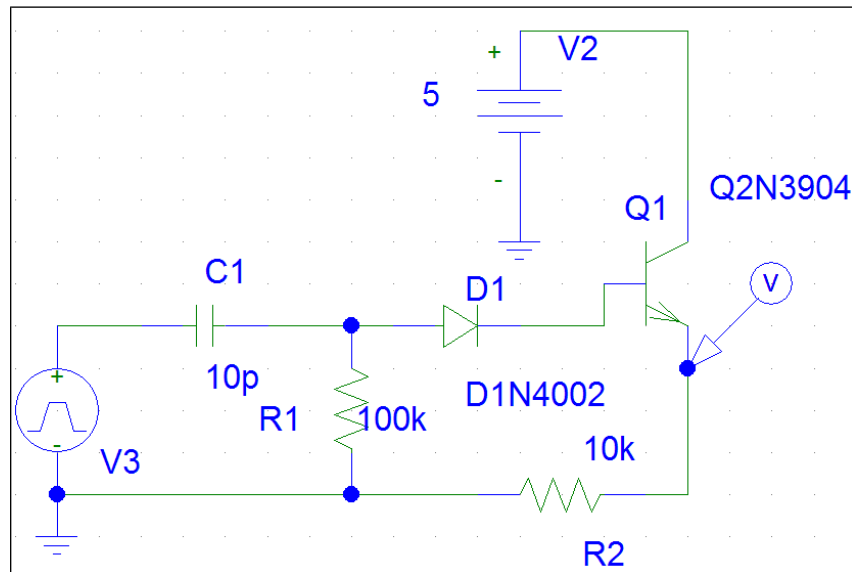 +
V2
5
-
Q2N3904
Q1
C1
D1
V
+
10p
D1N4002
R1
100k
10k
-
V3
R2